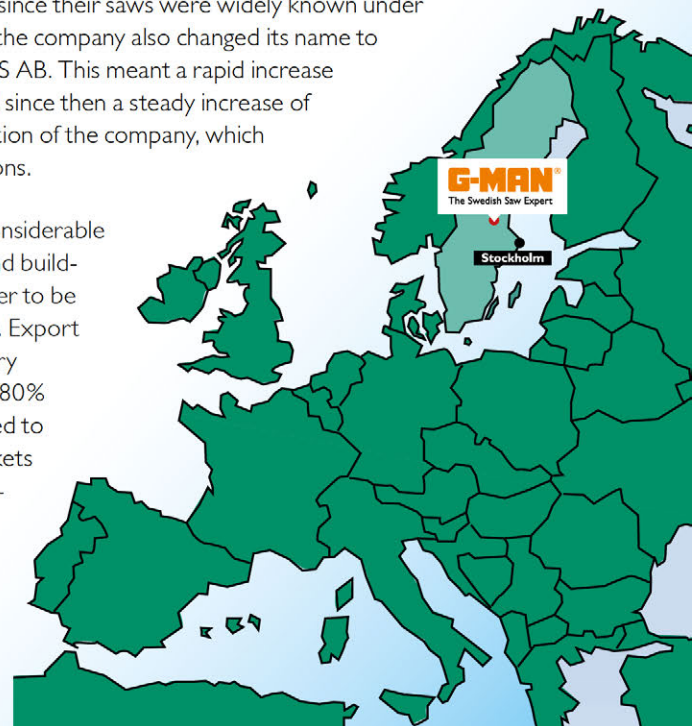 since their saws were widely known under
the company also changed its name to
S AB. This meant a rapid increase
since then a steady increase of
tion of the company, which
ons.
nsiderable
nd build-
er to be
. Export
ry
80%
ed to
kets
-
G-MAN®
The Swedish Saw Expert
Stockholm